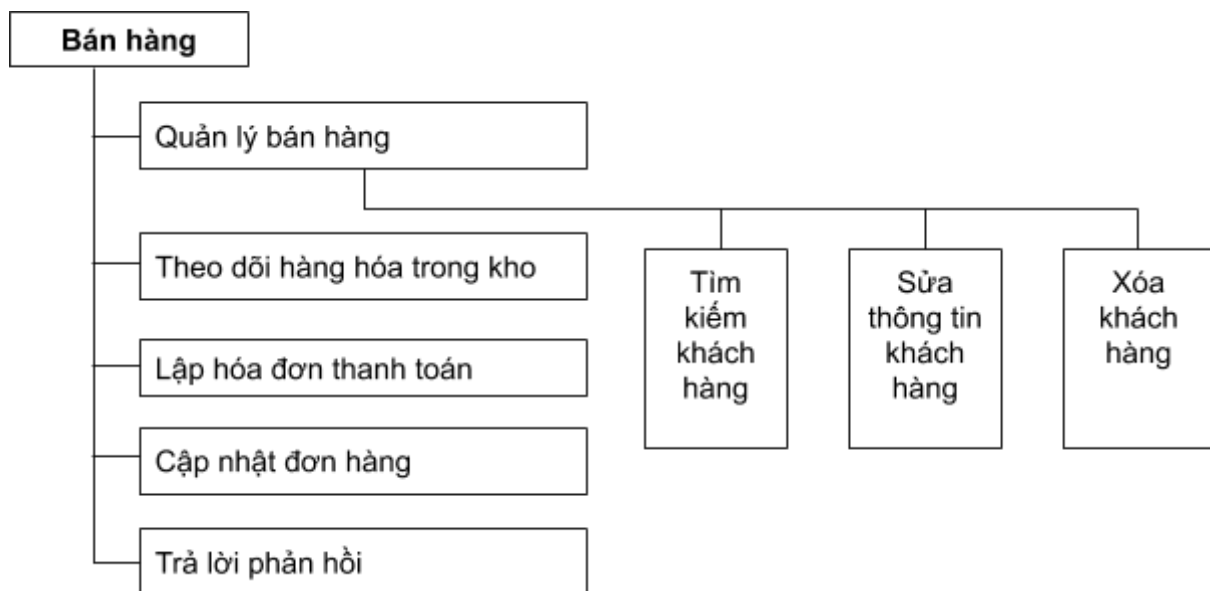 Bán hàng
Quản lý bán hàng
Theo dõi hàng hóa trong kho
Lập hóa đơn thanh toán
Cập nhật đơn hàng
Trả lời phản hồi
Tìm
kiếm
khách
hàng
Sửa
thông tin
khách
hàng
Xóa
khách
hàng